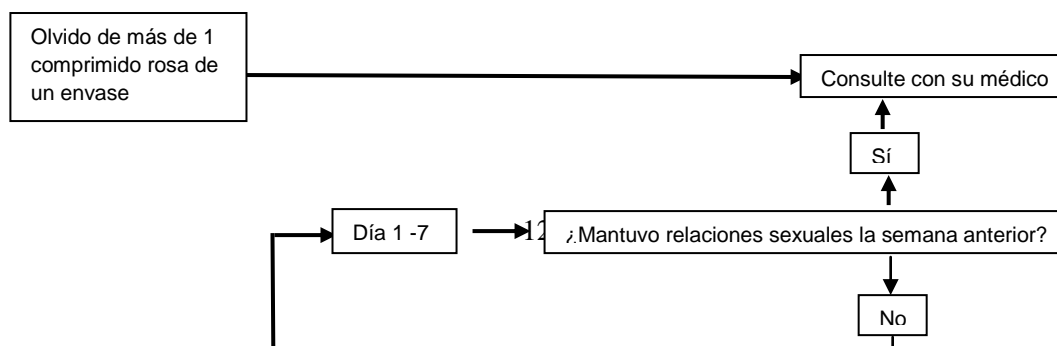 Olvido de más de 1
comprimido rosa de
un envase
Consulte con su médico
Sí
Día 1 -7
12
¿Mantuvo relaciones sexuales la semana anterior?
No